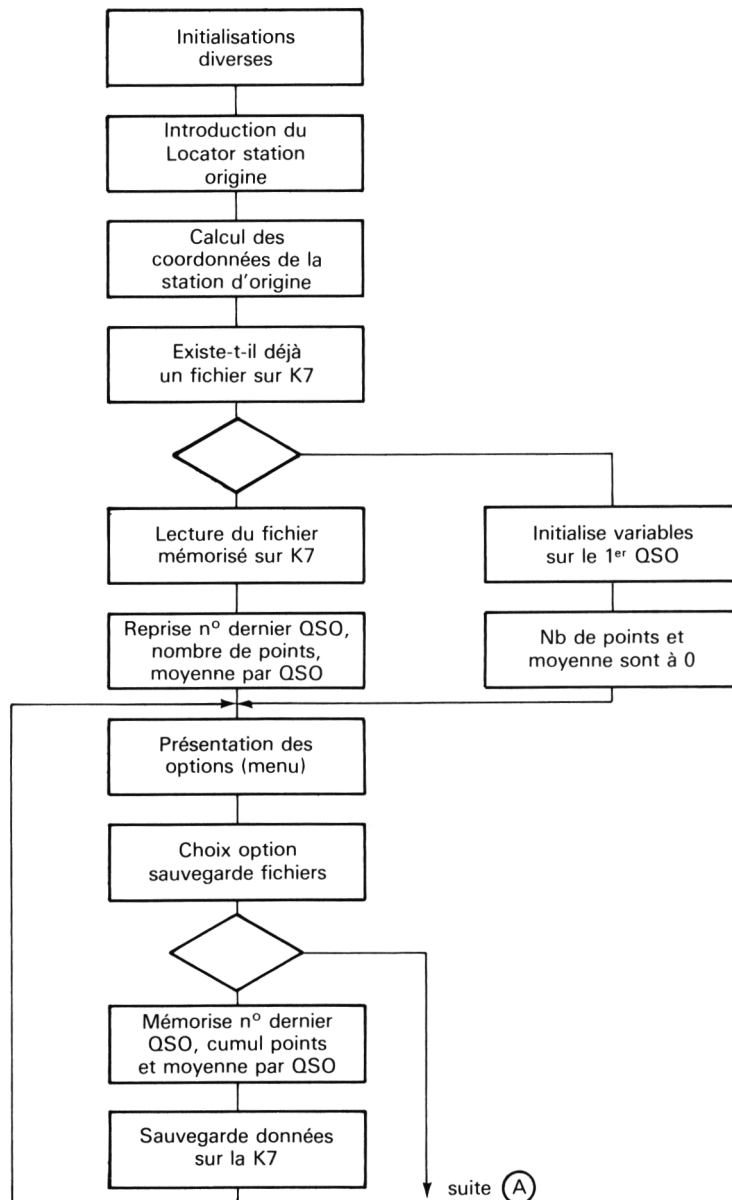 Initialisations
diverses
Introduction du
Locator station
origine
Calcul des
coordonnées de la
station d'origine
Existe-t-il déjà
un fichier sur K7
Lecture du fichier
mémorisé sur K7
Initialise variables
sur le 1er QSO
Reprise nº dernier QSO,
nombre de points,
moyenne par QSO
Nb de points et
moyenne sont à 0
Présentation des
options (menu)
Choix option
sauvegarde fichiers
Mémorise nº dernier
QSO, cumul points
et moyenne par QSO
Sauvegarde données
sur la K7
suite A